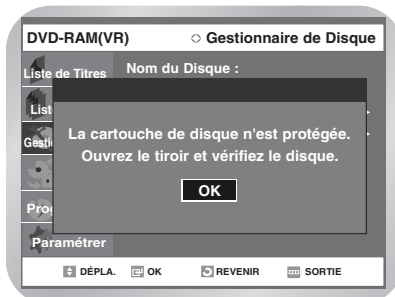 DVD-RAM(VR) Gestionnaire de Disque
Liste de Titres Nom du Disque :
La cartouche de disque n'est protégée.
Ouvrez le tiroir et vérifiez le disque.
OK
Paramétrer
DÉPLA. OK REVENIR SORTIE